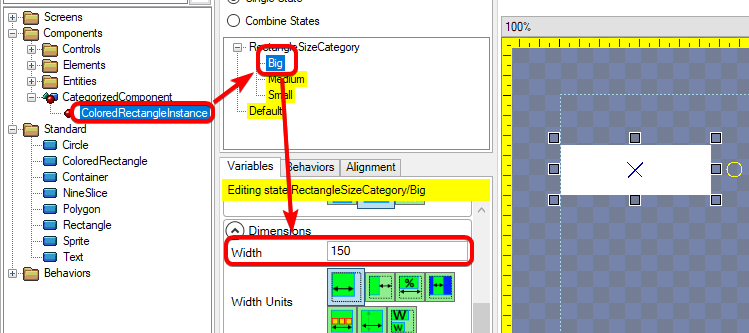 Screens
Components
Controls
Elements
Entities
CategorizedComponent
ColoredRectangleInstance
Standard
Circle
ColoredRectangle
Container
NineSlice
Polygon
Rectangle
Sprite
Text
Behaviors
Single State
Combine States
RectangleSizeCategory
Big
Medium
Small
Default
Variables Behaviors Alignment
Editing state RectangleSizeCategory/Big
Dimensions
Width 150
Width Units
%
W W
W
100%